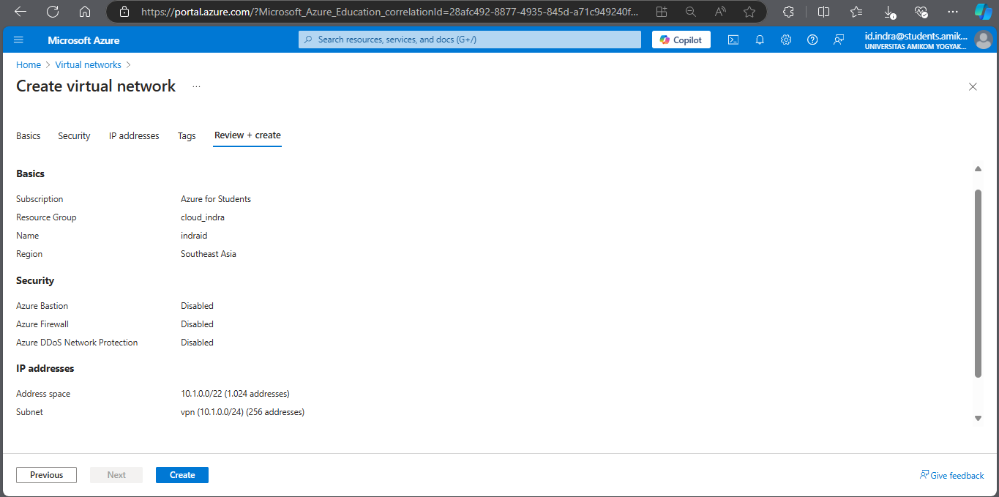 https://portal.azure.com/?Microsoft_Azure_Education_correlationId=28afc492-8877-4935-845d-a71c949240f...
Microsoft Azure
Search resources, services, and docs (G+/)
Copilot
id.indra@students.amik...
UNIVERSITAS AMIKOM YOGYAK...
Home > Virtual networks >
Create virtual network ...
Basics Security IP addresses Tags Review + create
Basics
Subscription Azure for Students
Resource Group cloud_indra
Name indraid
Region Southeast Asia
Security
Azure Bastion Disabled
Azure Firewall Disabled
Azure DDoS Network Protection Disabled
IP addresses
Address space 10.1.0.0/22 (1.024 addresses)
Subnet vpn (10.1.0.0/24) (256 addresses)
Previous Next Create
Give feedback